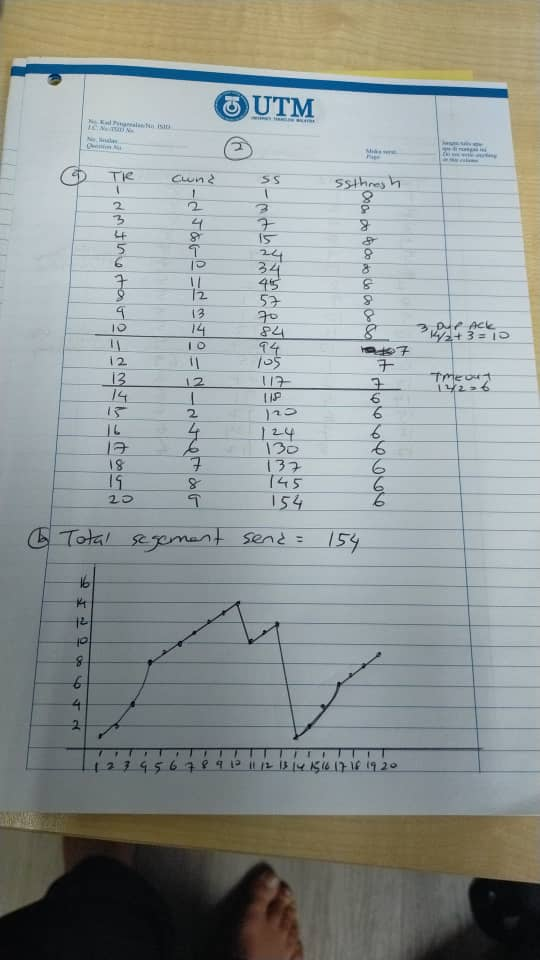 UTM
UNIVERSITI TEKNOLOGI MALAYSIA
No. Kad Pengenalan/No. ISID
I.C. No./ISID No.
No. Soalan
Question No.
2
Muka surat
Page
Jangan tulis apa-
apa di ruangan ini
Do not write anything
in this column
a TR cwnd ss ssthresh
1 1 1 8
2 2 3 8
3 4 7 8
4 8 15 8
5 9 24 8
6 10 34 8
7 11 45 8
8 12 57 8
9 13 70 8
10 14 84 8 3 Dup Ack
14/2 + 3 = 10
11 10 94 7
12 11 105 7
13 12 117 7 Timeout
12/2 = 6
14 1 118 6
15 2 120 6
16 4 124 6
17 6 130 6
18 7 137 6
19 8 145 6
20 9 154 6
b Total segement send = 154
16
14
12
10
8
6
4
2
1 2 3 4 5 6 7 8 9 10 11 12 13 14 15 16 17 18 19 20